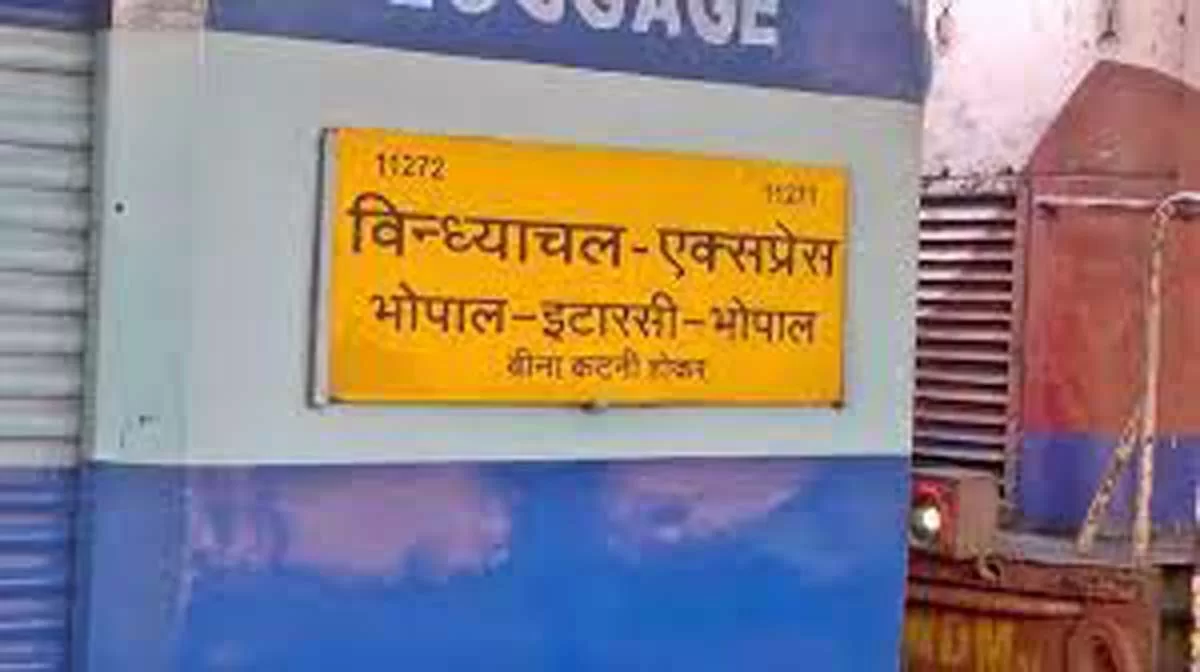 LUGGAGE
11272 11271
विन्ध्याचल-एक्सप्रेस
भोपाल-इटारसी-भोपाल
बीना कटनी होकर